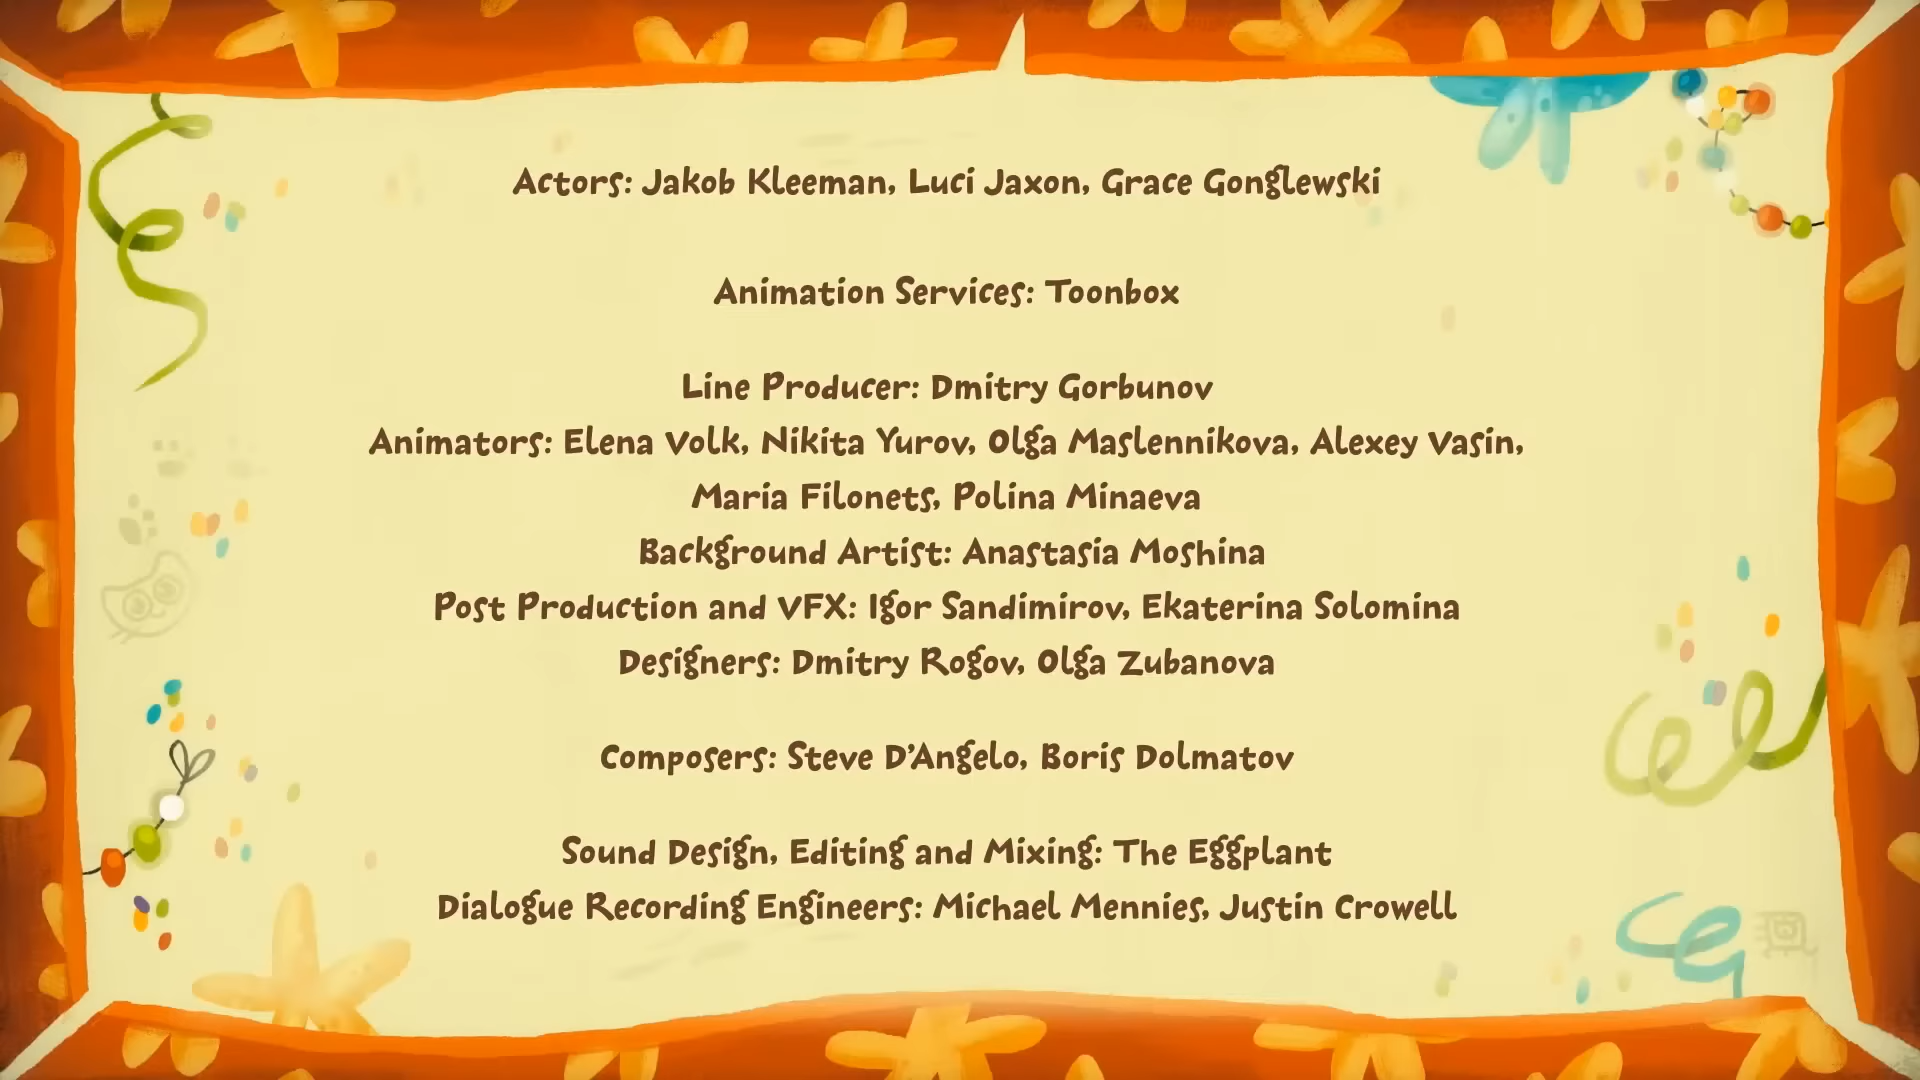 Actors: Jakob Kleeman, Luci Jaxon, Grace Gonglewski
Animation Services: Toonbox
Line Producer: Dmitry Gorbunov
Animators: Elena Volk, Nikita Yurov, Olga Maslennikova, Alexey Vasin,
Maria Filonets, Polina Minaeva
Background Artist: Anastasia Moshina
Post Production and VFX: Igor Sandimirov, Ekaterina Solomina
Designers: Dmitry Rogov, Olga Zubanova
Composers: Steve D’Angelo, Boris Dolmatov
Sound Design, Editing and Mixing: The Eggplant
Dialogue Recording Engineers: Michael Mennies, Justin Crowell